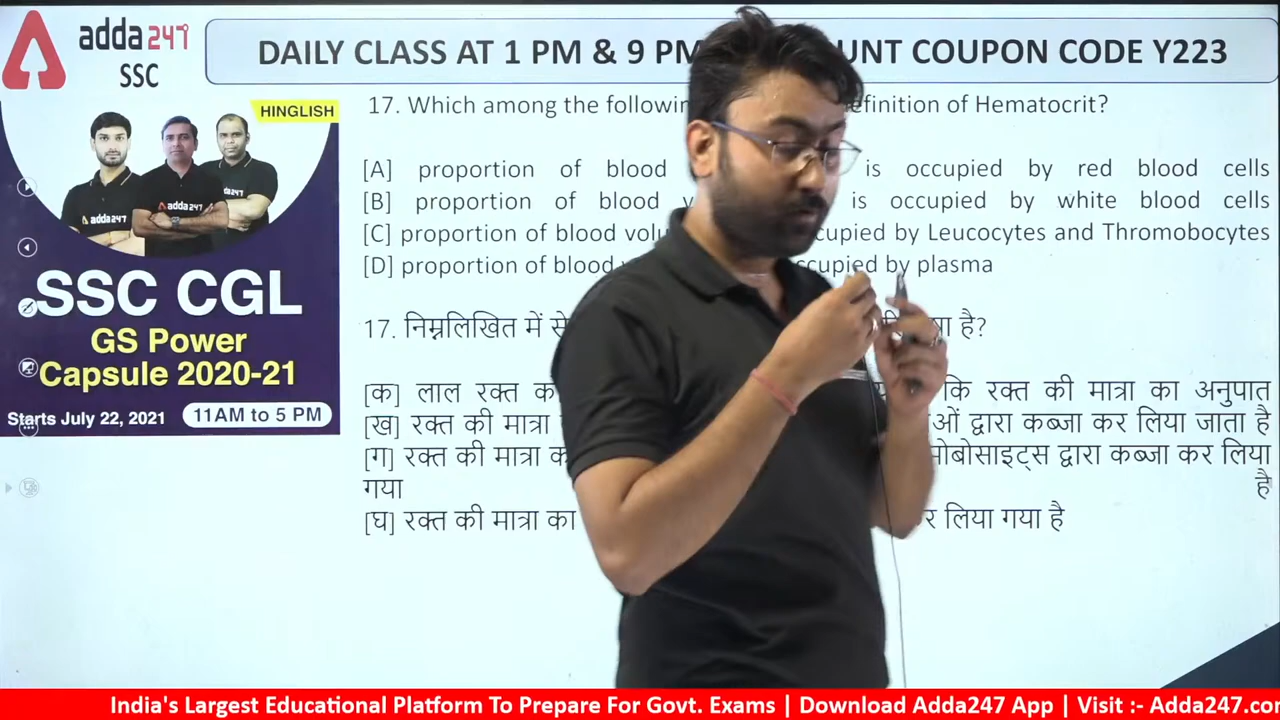 adda247
SSC
DAILY CLASS AT 1 PM & 9 PM UNT COUPON CODE Y223
HINGLISH
adda247
adda247
adda247
SSC CGL
GS Power
Capsule 2020-21
Starts July 22, 2021
11AM to 5 PM
17. Which among the followin efinition of Hematocrit?
[A] proportion of blood is occupied by red blood cells
[B] proportion of blood v is occupied by white blood cells
[C] proportion of blood volu cupied by Leucocytes and Thromobocytes
[D] proportion of blood ccupied by plasma
17. निम्नलिखित में से है?
[क] लाल रक्त क कि रक्त की मात्रा का अनुपात
[ख] रक्त की मात्रा ओं द्वारा कब्जा कर लिया जाता है
[ग] रक्त की मात्रा क मोबोसाइट्स द्वारा कब्जा कर लिया
गया है
[घ] रक्त की मात्रा का र लिया गया है
India's Largest Educational Platform To Prepare For Govt. Exams | Download Adda247 App | Visit :- Adda247.com